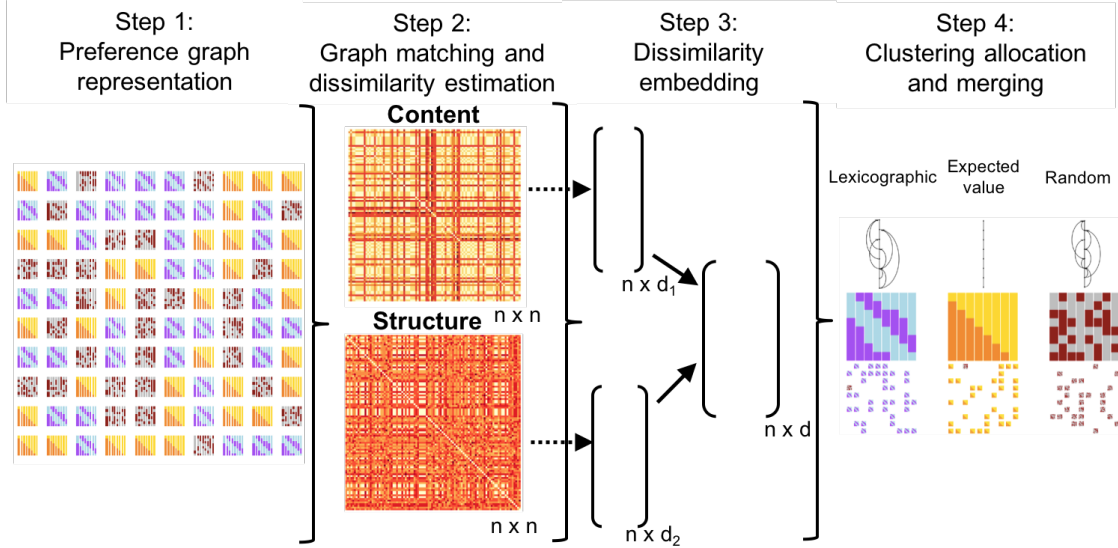 Step 1:
Preference graph
representation
Step 2:
Graph matching and
dissimilarity estimation
Step 3:
Dissimilarity
embedding
Step 4:
Clustering allocation
and merging
Content
n x n
Structure
n x n
n x d₁
n x d₂
n x d
Lexicographic
Expected
value
Random